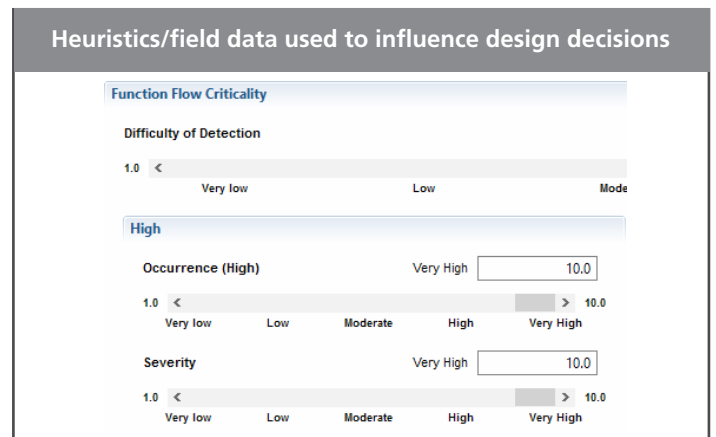 Heuristics/field data used to influence design decisions
Function Flow Criticality
Difficulty of Detection
1.0
Very low Low Mode
High
Occurrence (High) Very High 10.0
1.0 10.0
Very low Low Moderate High Very High
Severity Very High 10.0
1.0 10.0
Very low Low Moderate High Very High